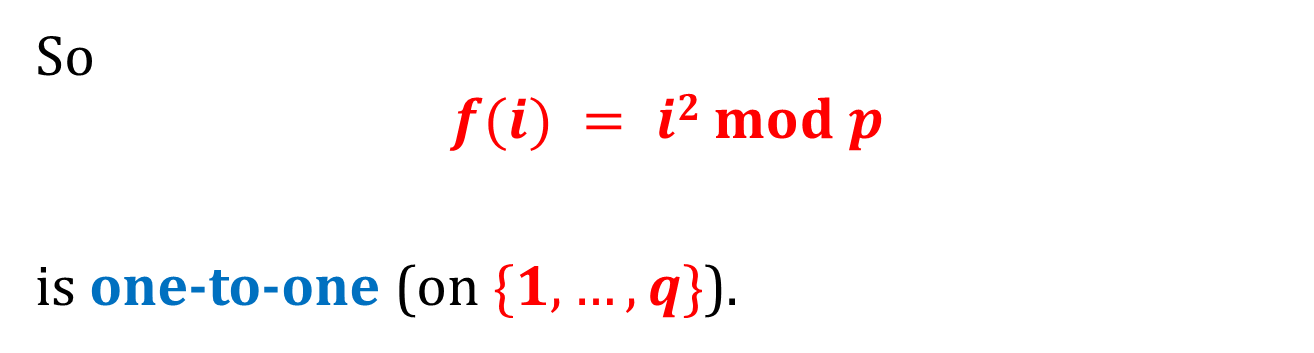 So
f(i) = i² mod p
is one-to-one (on {1, ... , q}).